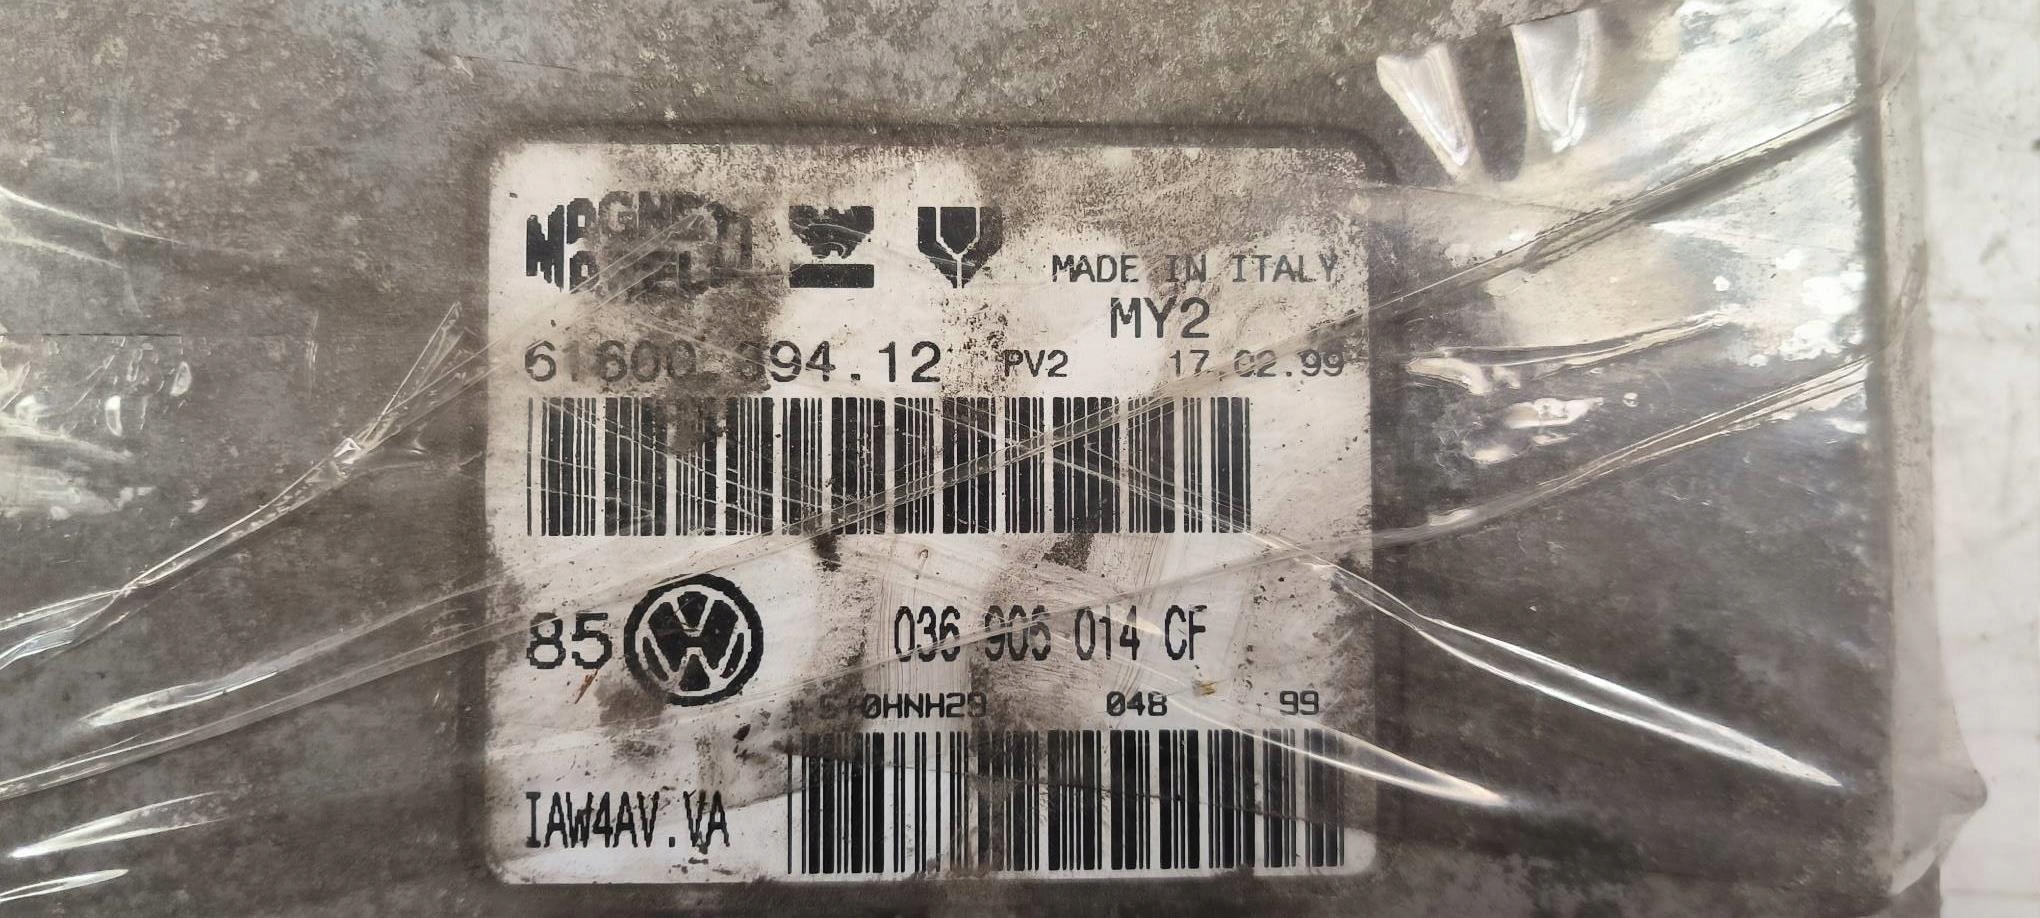 MAGNETI
MARELLI
MADE IN ITALY
MY2
61600.394.12 PV2 17.02.99
85 036 906 014 CF
048 99
IAW4AV.VA